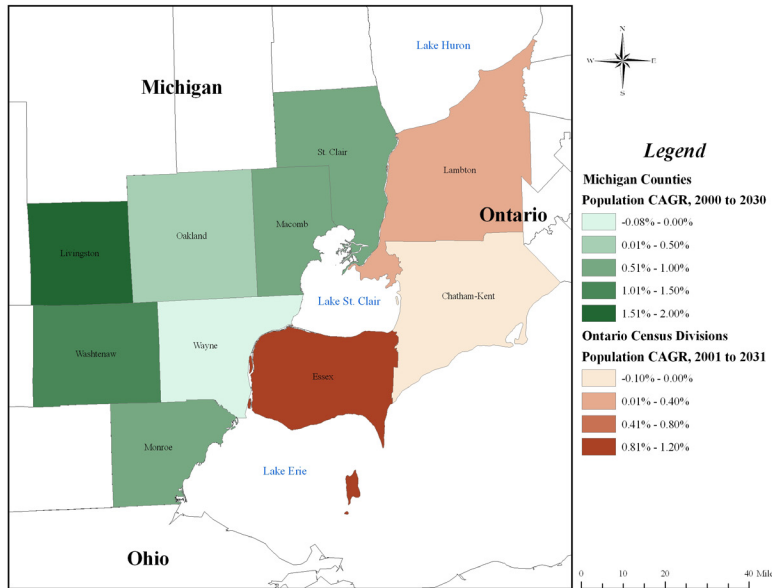 Lake Huron
N
W E
S
Michigan
St. Clair
Legend
Lambton
Michigan Counties
Population CAGR, 2000 to 2030
Ontario
-0.08% - 0.00%
Oakland
Macomb
0.01% - 0.50%
Livingston
0.51% - 1.00%
1.01% - 1.50%
Lake St. Clair
Chatham-Kent
1.51% - 2.00%
Ontario Census Divisions
Wayne
Washtenaw
Population CAGR, 2001 to 2031
Essex
-0.10% - 0.00%
0.01% - 0.40%
0.41% - 0.80%
0.81% - 1.20%
Monroe
Lake Erie
Ohio
0 10 20 40 Mile